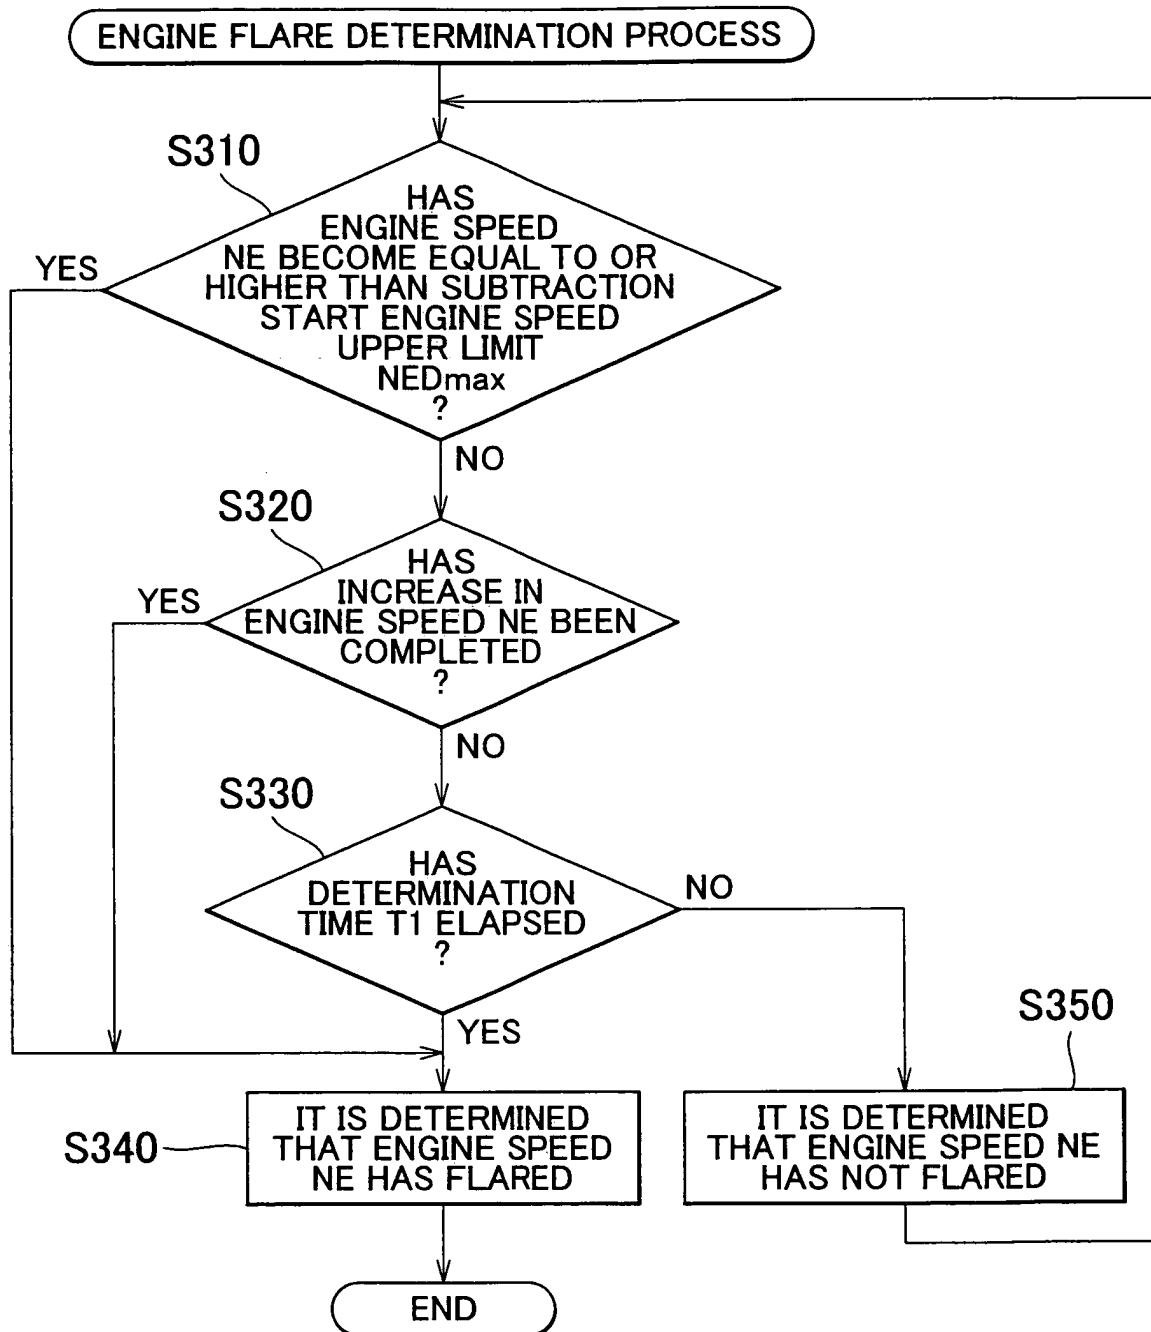 ENGINE FLARE DETERMINATION PROCESS
S310
HAS
ENGINE SPEED
NE BECOME EQUAL TO OR
HIGHER THAN SUBTRACTION
START ENGINE SPEED
UPPER LIMIT
NEDmax
?
YES
NO
S320
HAS
INCREASE IN
ENGINE SPEED NE BEEN
COMPLETED
?
YES
NO
S330
HAS
DETERMINATION
TIME T1 ELAPSED
?
NO
YES
S340
IT IS DETERMINED
THAT ENGINE SPEED
NE HAS FLARED
S350
IT IS DETERMINED
THAT ENGINE SPEED NE
HAS NOT FLARED
END